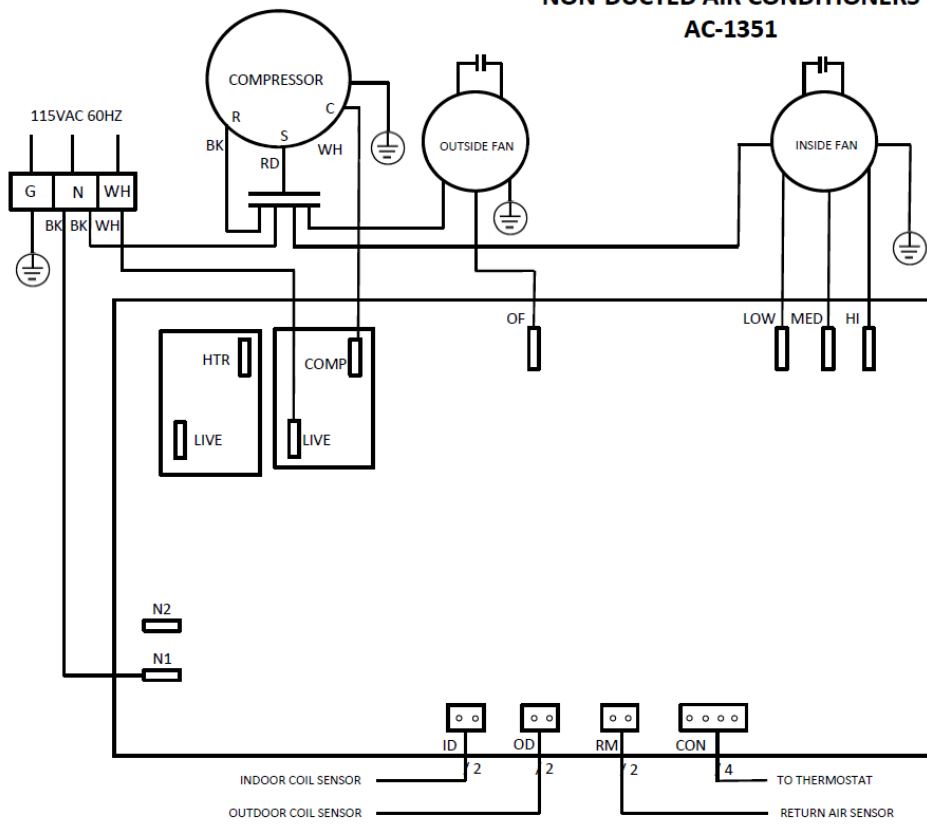 NON-DUCTED AIR CONDITIONERS
AC-1351
115VAC 60HZ
G N WH
BK BK WH
COMPRESSOR
R
S
C
BK
RD
WH
OUTSIDE FAN
INSIDE FAN
OF
LOW MED HI
HTR
LIVE
COMP
LIVE
N2
N1
ID OD RM CON
/ 2 / 2 / 2 / 4
INDOOR COIL SENSOR
TO THERMOSTAT
OUTDOOR COIL SENSOR
RETURN AIR SENSOR